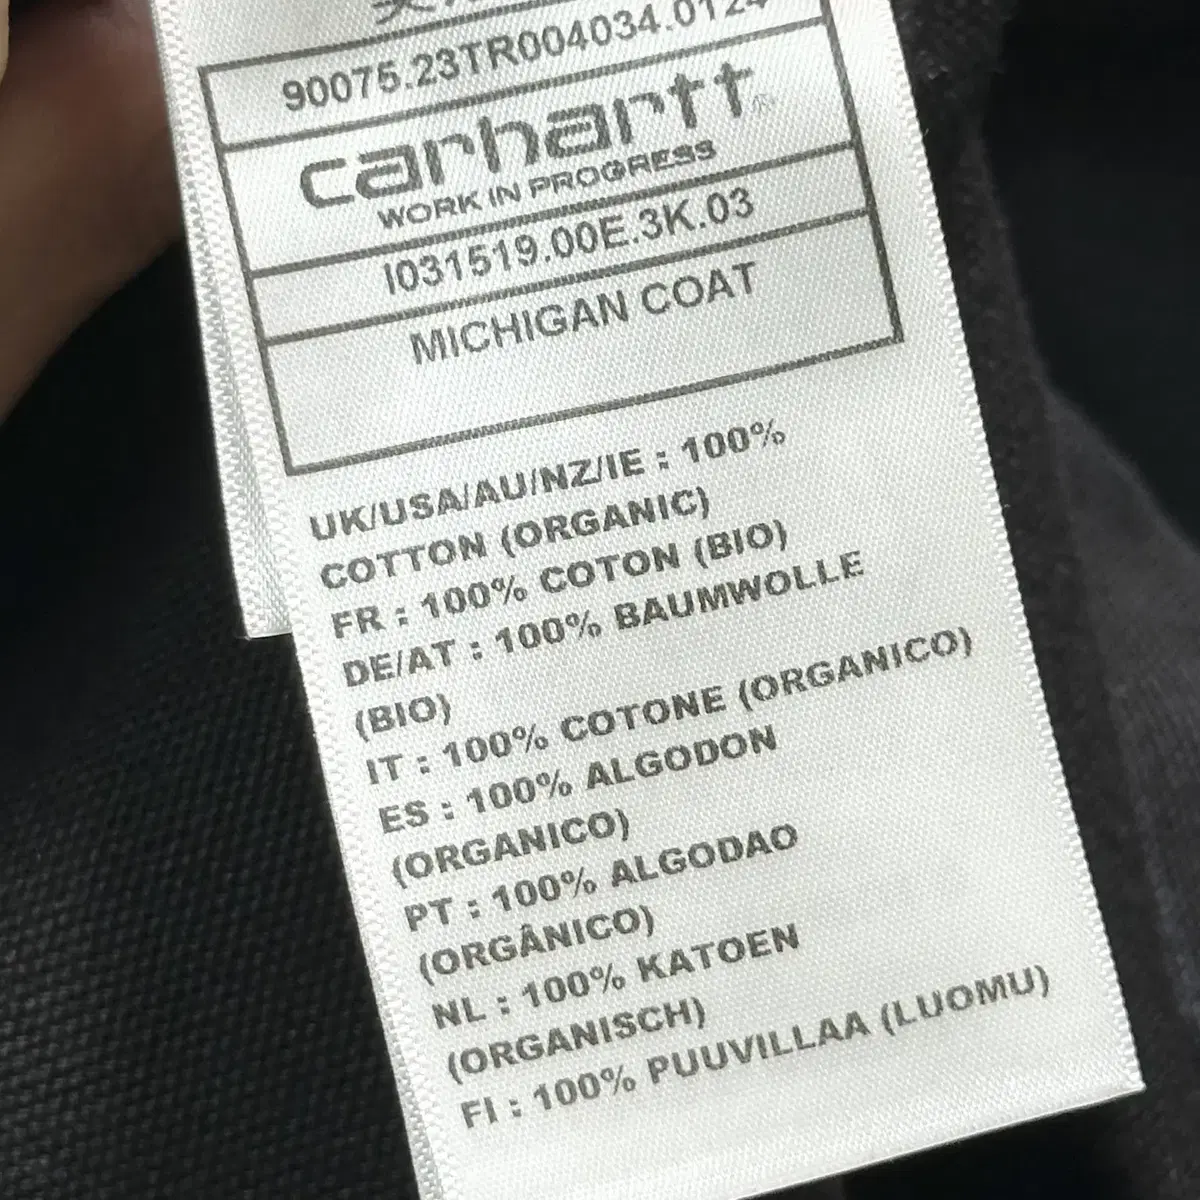 90075.23TR004034.0124
carhartt®
WORK IN PROGRESS
I031519.00E.3K.03
MICHIGAN COAT
UK/USA/AU/NZ/IE : 100%
COTTON (ORGANIC)
FR : 100% COTON (BIO)
DE/AT : 100% BAUMWOLLE
(BIO)
IT : 100% COTONE (ORGANICO)
ES : 100% ALGODON
(ORGANICO)
PT : 100% ALGODAO
(ORGÂNICO)
NL : 100% KATOEN
(ORGANISCH)
FI : 100% PUUVILLAA (LUOMU)